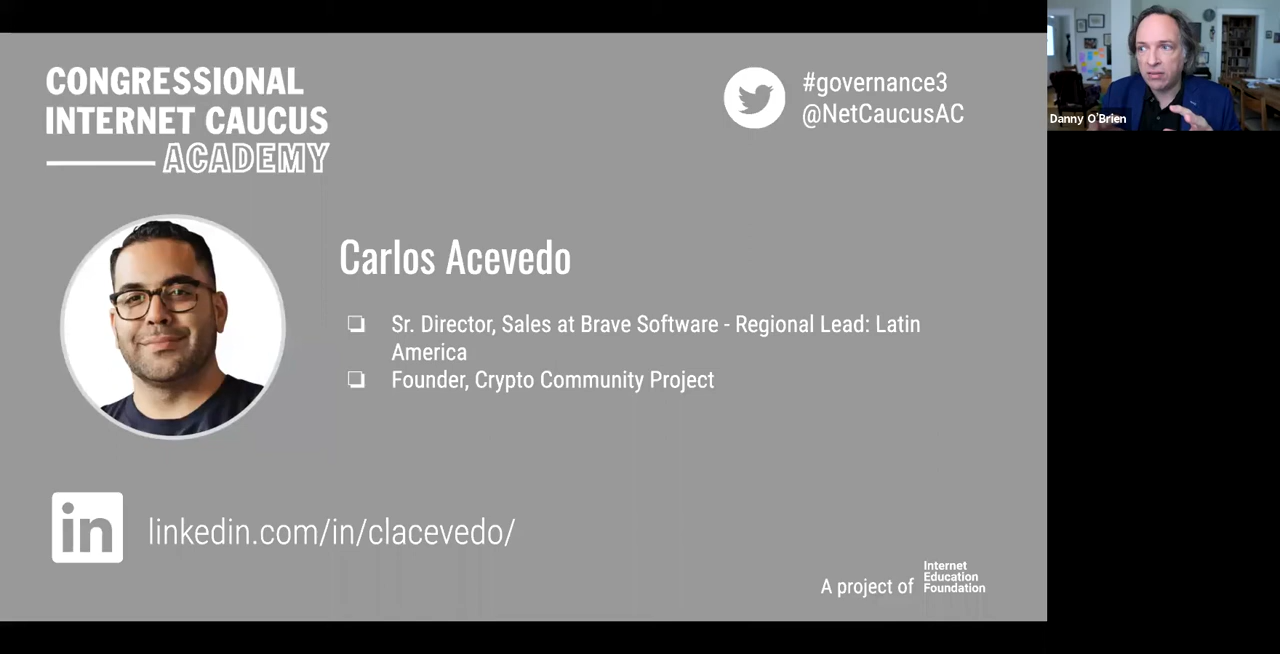 CONGRESSIONAL
INTERNET CAUCUS
ACADEMY
#governance3
@NetCaucusAC
Danny O'Brien
Carlos Acevedo
Sr. Director, Sales at Brave Software - Regional Lead: Latin
America
Founder, Crypto Community Project
in
linkedin.com/in/clacevedo/
A project of
Internet
Education
Foundation